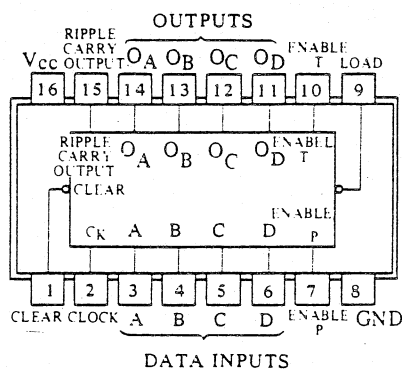 OUTPUTS
RIPPLE
CARRY
OUTPUT
ENABLE
T
VCC OA OB OC OD LOAD
16 15 14 13 12 11 10 9
RIPPLE
CARRY
OUTPUT
OA OB OC OD
ENABEL
T
CLEAR
ENABLE
P
CK A B C D
1 2 3 4 5 6 7 8
CLEAR CLOCK A B C D ENABLE
P
GND
DATA INPUTS